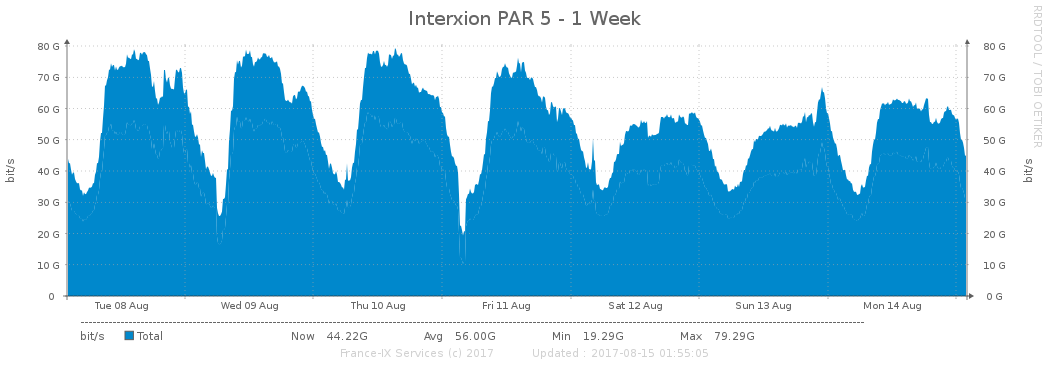 Interxion PAR 5 - 1 Week
RRDTOOL / TOBI OETIKER
bit/s
80 G 80 G
70 G 70 G
60 G 60 G
50 G 50 G
40 G 40 G
30 G 30 G
20 G 20 G
10 G 10 G
0 0 G
bit/s
Tue 08 Aug Wed 09 Aug Thu 10 Aug Fri 11 Aug Sat 12 Aug Sun 13 Aug Mon 14 Aug
bit/s Total Now 44.22G Avg 56.00G Min 19.29G Max 79.29G
France-IX Services (c) 2017 Updated : 2017-08-15 01:55:05